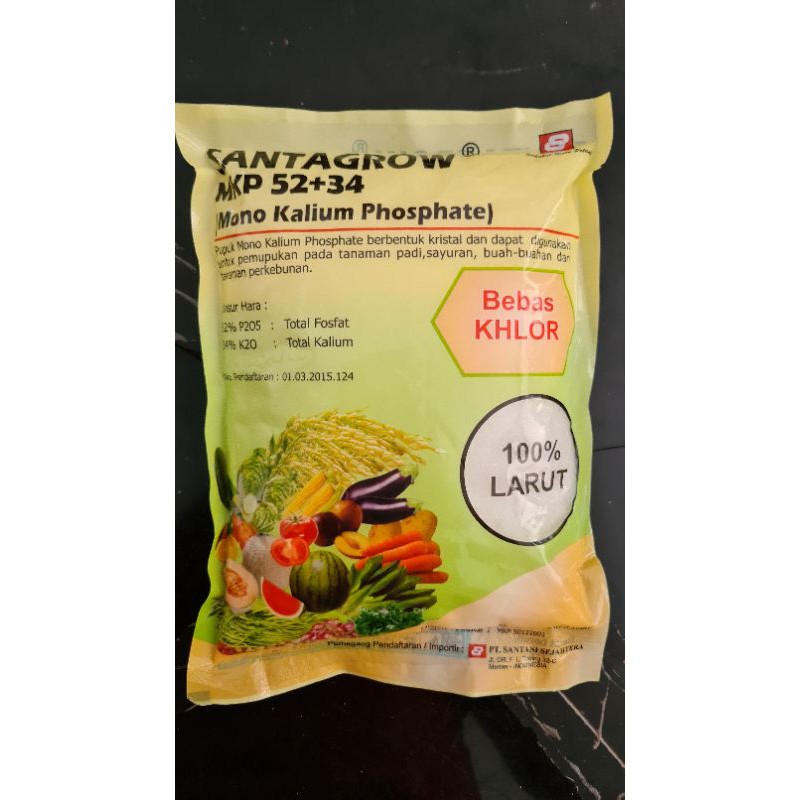 SANTAGROW®
MKP 52+34
(Mono Kalium Phosphate)
Pupuk Mono Kalium Phosphate berbentuk kristal dan dapat digunakan
untuk pemupukan pada tanaman padi,sayuran, buah-buahan dan
tanaman perkebunan.
Unsur Hara :
52% P2O5 : Total Fosfat
34% K2O : Total Kalium
No. Pendaftaran : 01.03.2015.124
Bebas
KHLOR
100%
LARUT
Pemegang Pendaftaran / Importir :
PT. SANTANI SEJAHTERA
Medan - INDONESIA